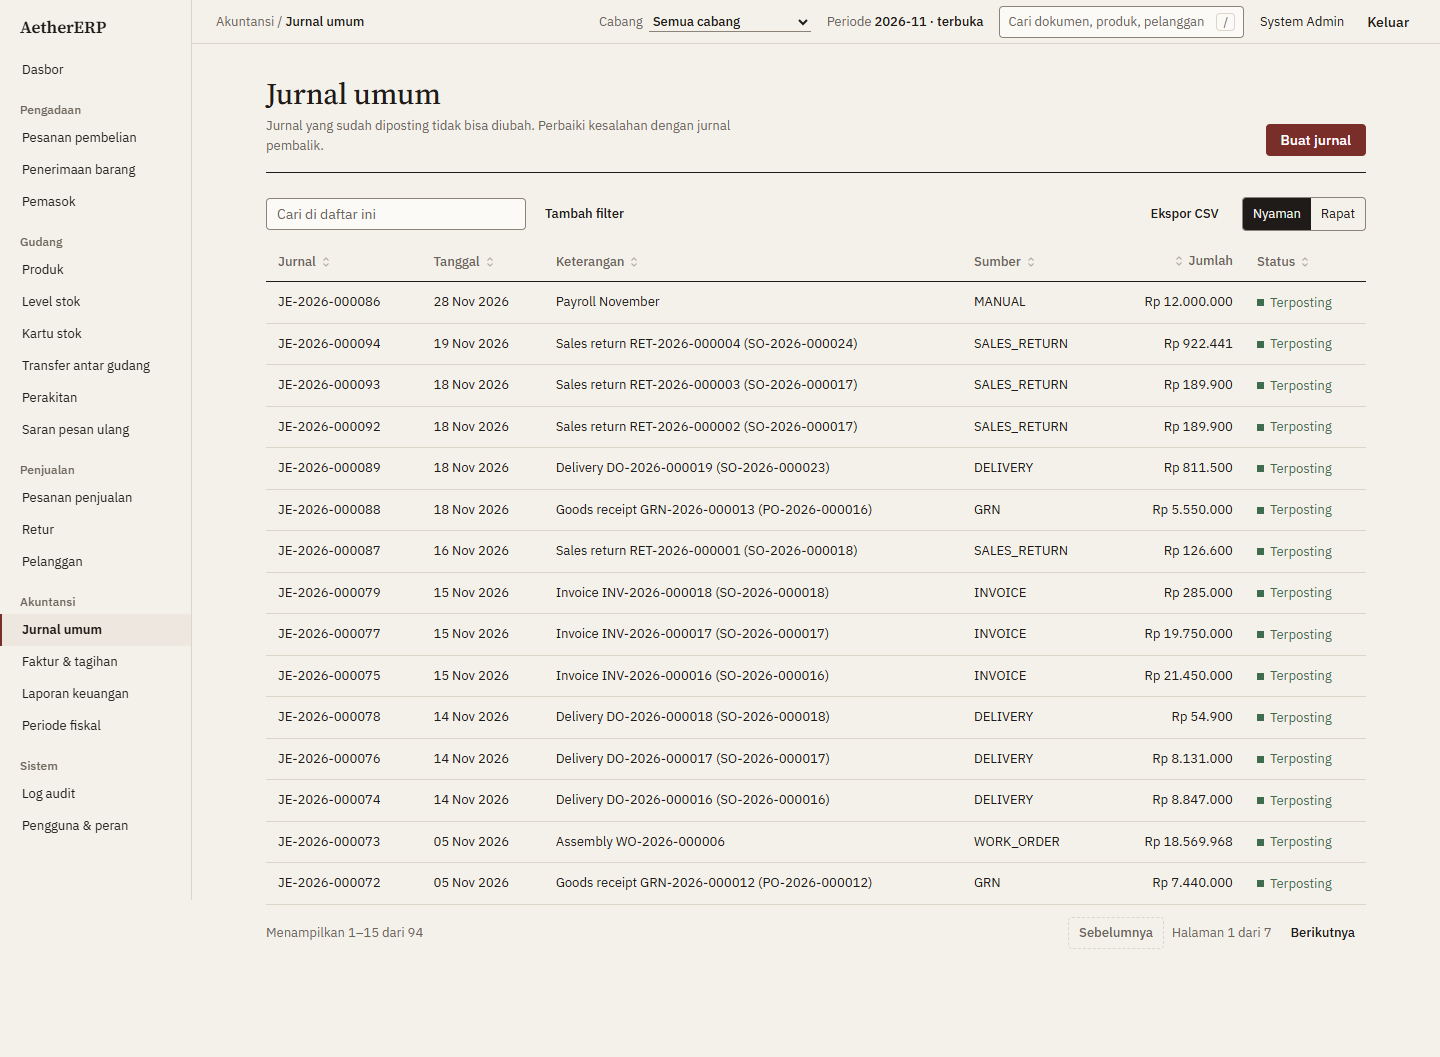 AetherERP
Akuntansi / Jurnal umum
Cabang Semua cabang
Periode 2026-11 · terbuka
Cari dokumen, produk, pelanggan /
System Admin
Keluar
Dasbor
Pengadaan
Pesanan pembelian
Penerimaan barang
Pemasok
Gudang
Produk
Level stok
Kartu stok
Transfer antar gudang
Perakitan
Saran pesan ulang
Penjualan
Pesanan penjualan
Retur
Pelanggan
Akuntansi
Jurnal umum
Faktur & tagihan
Laporan keuangan
Periode fiskal
Sistem
Log audit
Pengguna & peran
Jurnal umum
Jurnal yang sudah diposting tidak bisa diubah. Perbaiki kesalahan dengan jurnal
pembalik.
Buat jurnal
Cari di daftar ini
Tambah filter
Ekspor CSV
Nyaman Rapat
Jurnal Tanggal Keterangan Sumber Jumlah Status
JE-2026-000086 28 Nov 2026 Payroll November MANUAL Rp 12.000.000 Terposting
JE-2026-000094 19 Nov 2026 Sales return RET-2026-000004 (SO-2026-000024) SALES_RETURN Rp 922.441 Terposting
JE-2026-000093 18 Nov 2026 Sales return RET-2026-000003 (SO-2026-000017) SALES_RETURN Rp 189.900 Terposting
JE-2026-000092 18 Nov 2026 Sales return RET-2026-000002 (SO-2026-000017) SALES_RETURN Rp 189.900 Terposting
JE-2026-000089 18 Nov 2026 Delivery DO-2026-000019 (SO-2026-000023) DELIVERY Rp 811.500 Terposting
JE-2026-000088 18 Nov 2026 Goods receipt GRN-2026-000013 (PO-2026-000016) GRN Rp 5.550.000 Terposting
JE-2026-000087 16 Nov 2026 Sales return RET-2026-000001 (SO-2026-000018) SALES_RETURN Rp 126.600 Terposting
JE-2026-000079 15 Nov 2026 Invoice INV-2026-000018 (SO-2026-000018) INVOICE Rp 285.000 Terposting
JE-2026-000077 15 Nov 2026 Invoice INV-2026-000017 (SO-2026-000017) INVOICE Rp 19.750.000 Terposting
JE-2026-000075 15 Nov 2026 Invoice INV-2026-000016 (SO-2026-000016) INVOICE Rp 21.450.000 Terposting
JE-2026-000078 14 Nov 2026 Delivery DO-2026-000018 (SO-2026-000018) DELIVERY Rp 54.900 Terposting
JE-2026-000076 14 Nov 2026 Delivery DO-2026-000017 (SO-2026-000017) DELIVERY Rp 8.131.000 Terposting
JE-2026-000074 14 Nov 2026 Delivery DO-2026-000016 (SO-2026-000016) DELIVERY Rp 8.847.000 Terposting
JE-2026-000073 05 Nov 2026 Assembly WO-2026-000006 WORK_ORDER Rp 18.569.968 Terposting
JE-2026-000072 05 Nov 2026 Goods receipt GRN-2026-000012 (PO-2026-000012) GRN Rp 7.440.000 Terposting
Menampilkan 1–15 dari 94
Sebelumnya Halaman 1 dari 7 Berikutnya